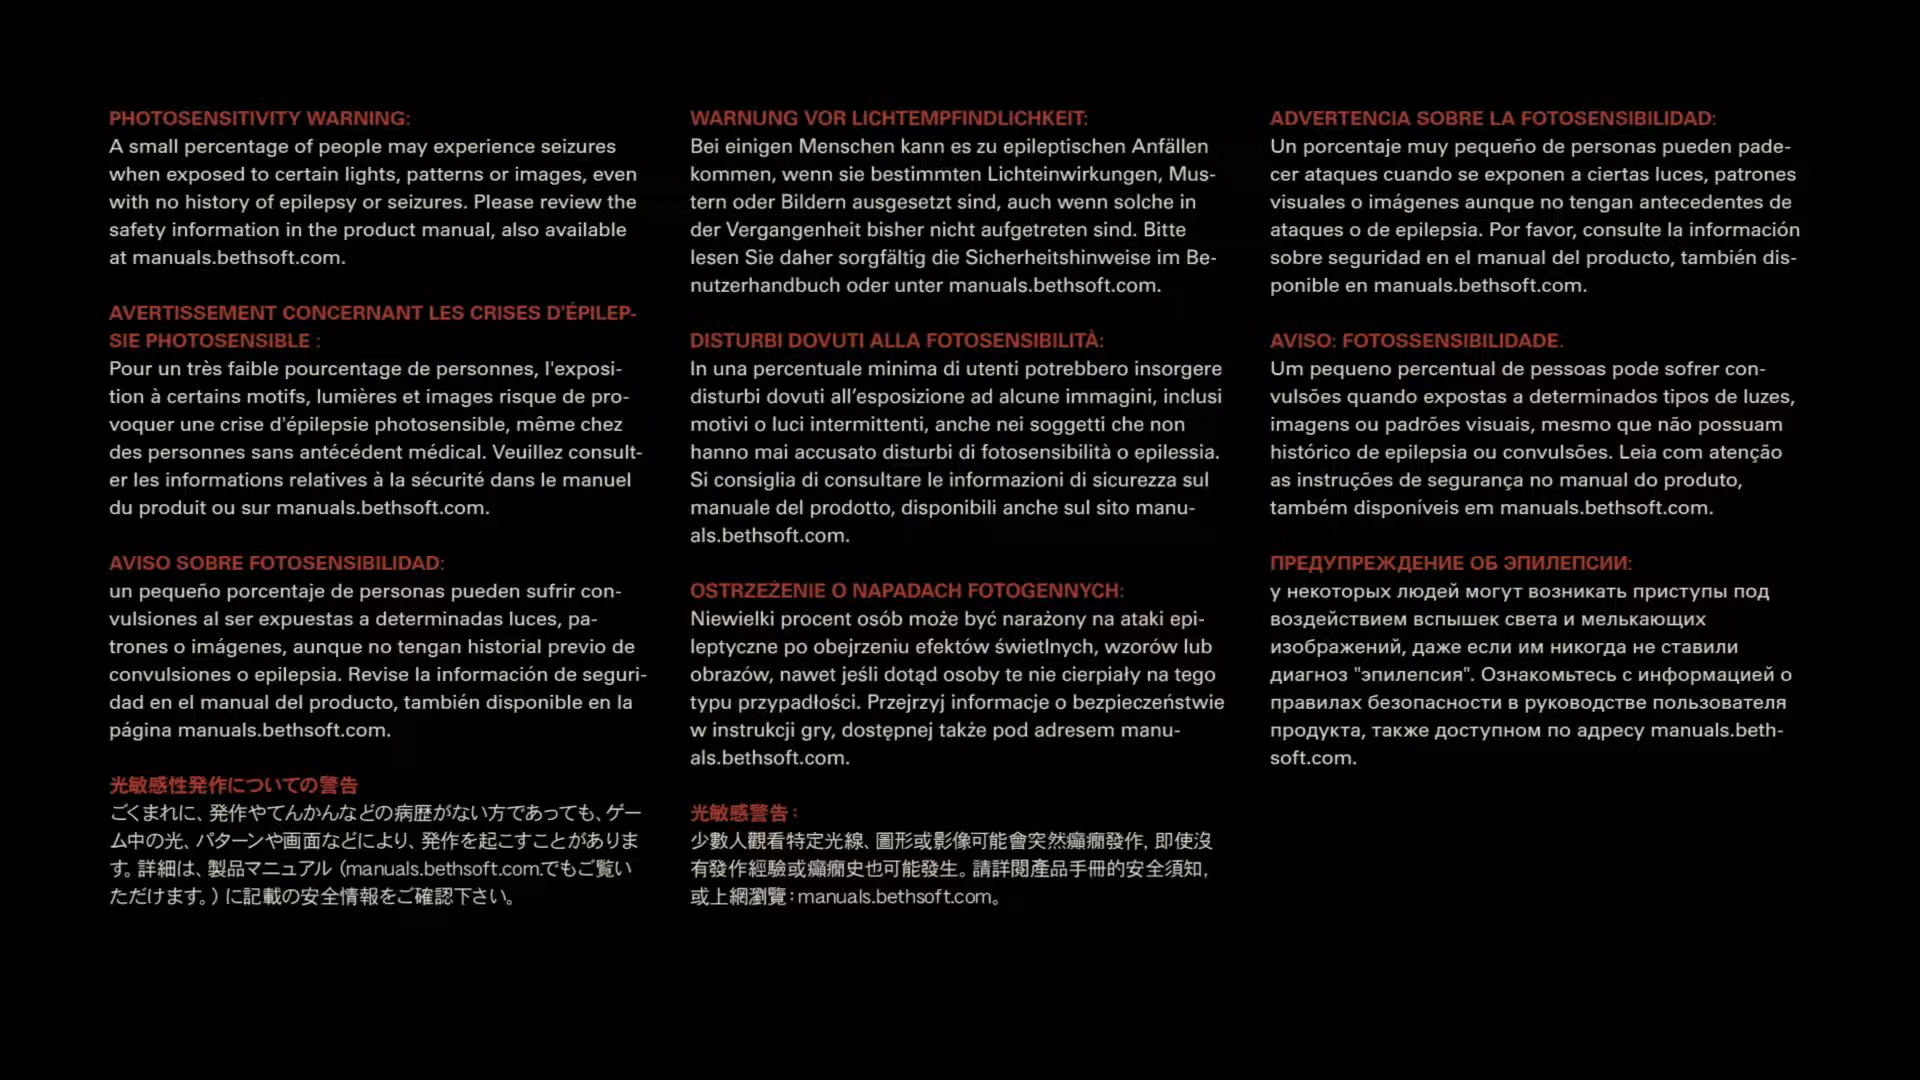 PHOTOSENSITIVITY WARNING:
A small percentage of people may experience seizures
when exposed to certain lights, patterns or images, even
with no history of epilepsy or seizures. Please review the
safety information in the product manual, also available
at manuals.bethsoft.com.
AVERTISSEMENT CONCERNANT LES CRISES D'ÉPILEP-
SIE PHOTOSENSIBLE :
Pour un très faible pourcentage de personnes, l'exposi-
tion à certains motifs, lumières et images risque de pro-
voquer une crise d'épilepsie photosensible, même chez
des personnes sans antécédent médical. Veuillez consult-
er les informations relatives à la sécurité dans le manuel
du produit ou sur manuals.bethsoft.com.
AVISO SOBRE FOTOSENSIBILIDAD:
un pequeño porcentaje de personas pueden sufrir con-
vulsiones al ser expuestas a determinadas luces, pa-
trones o imágenes, aunque no tengan historial previo de
convulsiones o epilepsia. Revise la información de seguri-
dad en el manual del producto, también disponible en la
página manuals.bethsoft.com.
光敏感性発作についての警告
ごくまれに、発作やてんかんなどの病歴がない方であっても、ゲー
ム中の光、パターンや画面などにより、発作を起こすことがありま
す。詳細は、製品マニュアル（manuals.bethsoft.comでもご覧い
ただけます。）に記載の安全情報をご確認下さい。
WARNUNG VOR LICHTEMPFINDLICHKEIT:
Bei einigen Menschen kann es zu epileptischen Anfällen
kommen, wenn sie bestimmten Lichteinwirkungen, Mus-
tern oder Bildern ausgesetzt sind, auch wenn solche in
der Vergangenheit bisher nicht aufgetreten sind. Bitte
lesen Sie daher sorgfältig die Sicherheitshinweise im Be-
nutzerhandbuch oder unter manuals.bethsoft.com.
DISTURBI DOVUTI ALLA FOTOSENSIBILITÀ:
In una percentuale minima di utenti potrebbero insorgere
disturbi dovuti all’esposizione ad alcune immagini, inclusi
motivi o luci intermittenti, anche nei soggetti che non
hanno mai accusato disturbi di fotosensibilità o epilessia.
Si consiglia di consultare le informazioni di sicurezza sul
manuale del prodotto, disponibili anche sul sito manu-
als.bethsoft.com.
OSTRZEŻENIE O NAPADACH FOTOGENNYCH:
Niewielki procent osób może być narażony na ataki epi-
leptyczne po obejrzeniu efektów świetlnych, wzorów lub
obrazów, nawet jeśli dotąd osoby te nie cierpiały na tego
typu przypadłości. Przejrzyj informacje o bezpieczeństwie
w instrukcji gry, dostępnej także pod adresem manu-
als.bethsoft.com.
光敏感警告：
少數人觀看特定光線、圖形或影像可能會突然癲癇發作，即使沒
有發作經驗或癲癇史也可能發生。請詳閱產品手冊的安全須知，
或上網瀏覽：manuals.bethsoft.com。
ADVERTENCIA SOBRE LA FOTOSENSIBILIDAD:
Un porcentaje muy pequeño de personas pueden pade-
cer ataques cuando se exponen a ciertas luces, patrones
visuales o imágenes aunque no tengan antecedentes de
ataques o de epilepsia. Por favor, consulte la información
sobre seguridad en el manual del producto, también dis-
ponible en manuals.bethsoft.com.
AVISO: FOTOSSENSIBILIDADE.
Um pequeno percentual de pessoas pode sofrer con-
vulsões quando expostas a determinados tipos de luzes,
imagens ou padrões visuais, mesmo que não possuam
histórico de epilepsia ou convulsões. Leia com atenção
as instruções de segurança no manual do produto,
também disponíveis em manuals.bethsoft.com.
ПРЕДУПРЕЖДЕНИЕ ОБ ЭПИЛЕПСИИ:
у некоторых людей могут возникать приступы под
воздействием вспышек света и мелькающих
изображений, даже если им никогда не ставили
диагноз "эпилепсия". Ознакомьтесь с информацией о
правилах безопасности в руководстве пользователя
продукта, также доступном по адресу manuals.beth-
soft.com.